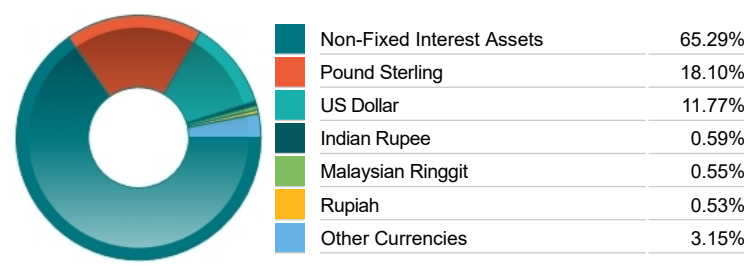 Non-Fixed Interest Assets 65.29%
Pound Sterling 18.10%
US Dollar 11.77%
Indian Rupee 0.59%
Malaysian Ringgit 0.55%
Rupiah 0.53%
Other Currencies 3.15%